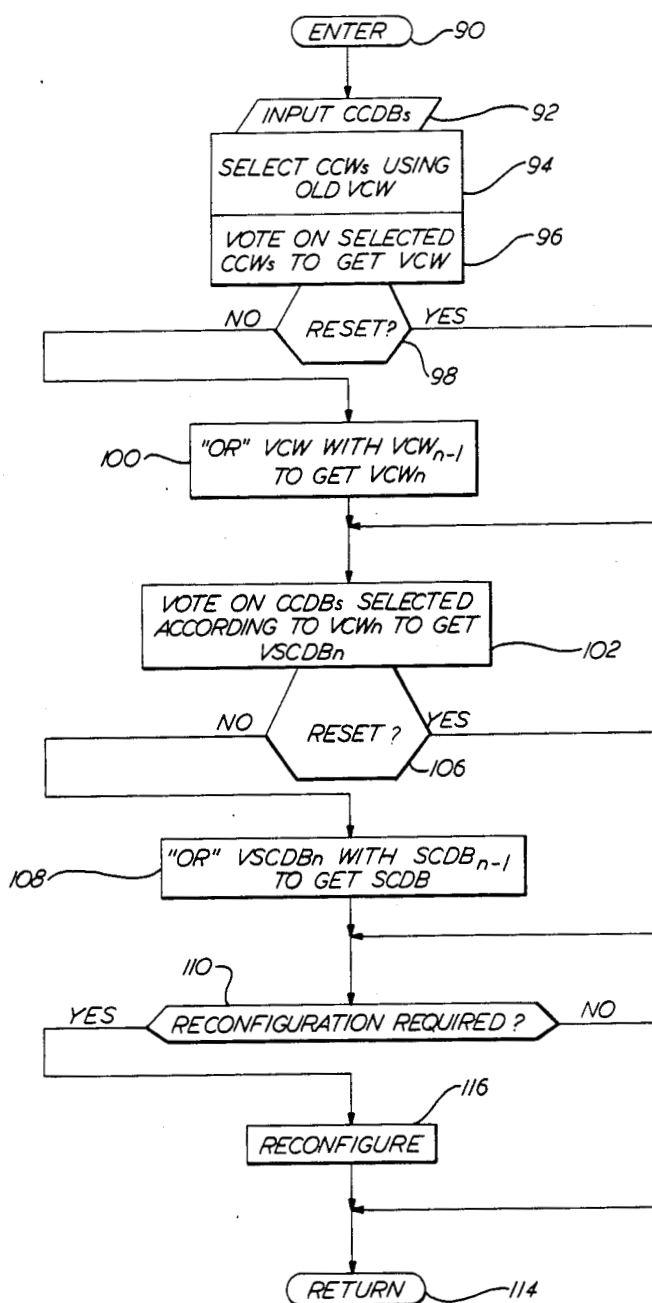 ENTER 90
INPUT CCDBs 92
SELECT CCWs USING
OLD VCW 94
VOTE ON SELECTED
CCWs TO GET VCW 96
NO RESET? YES
98
100 "OR" VCW WITH VCWn-1
TO GET VCWn
VOTE ON CCDBs SELECTED
ACCORDING TO VCWn TO GET
VSCDBn 102
NO RESET? YES
106
108 "OR" VSCDBn WITH SCDBn-1
TO GET SCDB
110
YES RECONFIGURATION REQUIRED? NO
116
RECONFIGURE
RETURN 114